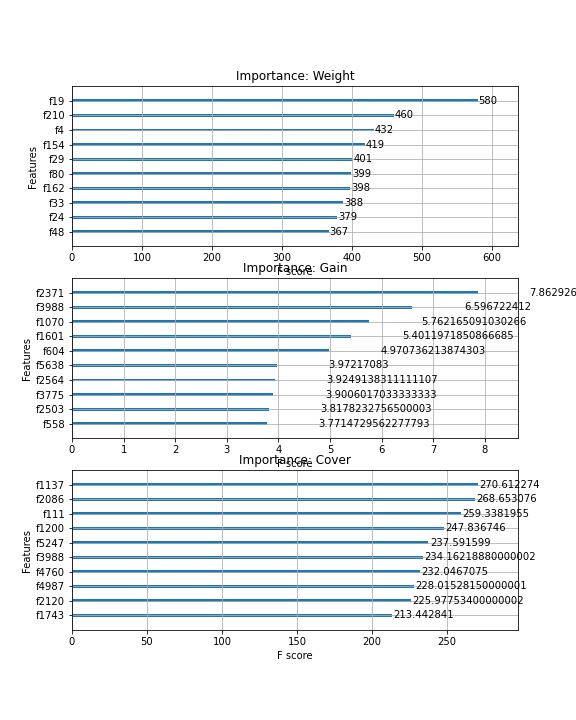 Importance: Weight
f19 580
f210 460
f4 432
f154 419
f29 401
f80 399
f162 398
f33 388
f24 379
f48 367
Features
0 100 200 300 400 500 600
F score
Importance: Gain
f2371 7.862926
f3988 6.596722412
f1070 5.762165091030266
f1601 5.4011971850866685
f604 4.970736213874303
f5638 3.97217083
f2564 3.9249138311111107
f3775 3.9006017033333333
f2503 3.8178232756500003
f558 3.7714729562277793
Features
0 1 2 3 4 5 6 7 8
F score
Importance: Cover
f1137 270.612274
f2086 268.653076
f111 259.3381955
f1200 247.836746
f5247 237.591599
f3988 234.16218880000002
f4760 232.0467075
f4987 228.01528150000001
f2120 225.97753400000002
f1743 213.442841
Features
0 50 100 150 200 250
F score